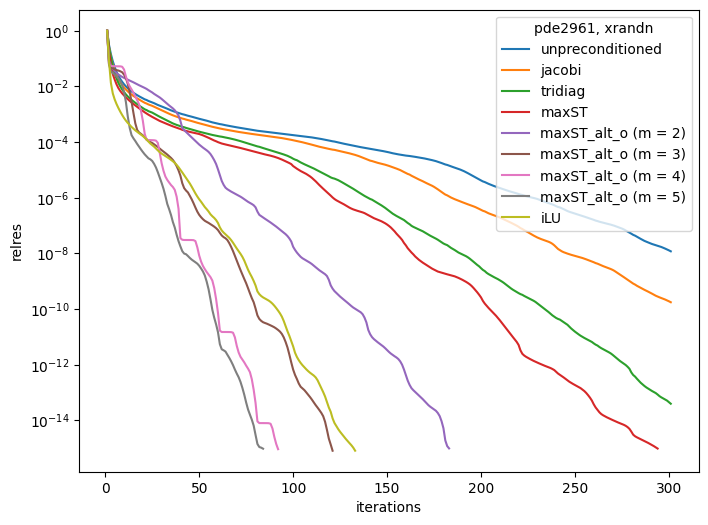 pde2961, xrandn
unpreconditioned
jacobi
tridiag
maxST
maxST_alt_o (m = 2)
maxST_alt_o (m = 3)
maxST_alt_o (m = 4)
maxST_alt_o (m = 5)
iLU
relres
10⁰
10⁻²
10⁻⁴
10⁻⁶
10⁻⁸
10⁻¹⁰
10⁻¹²
10⁻¹⁴
0 50 100 150 200 250 300
iterations